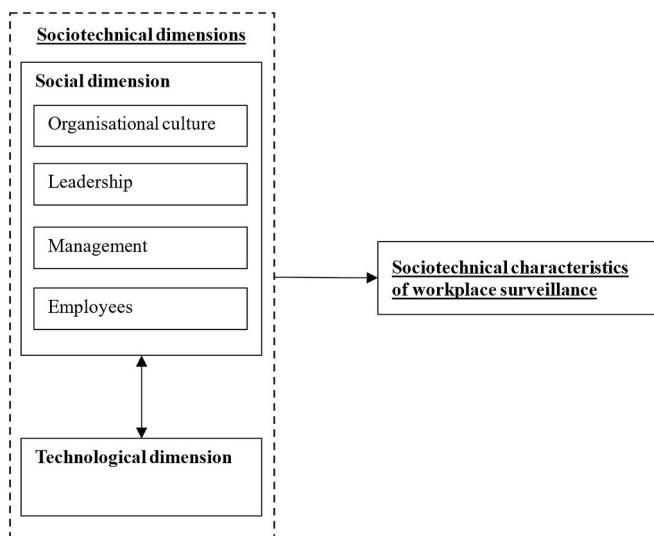 Sociotechnical dimensions
Social dimension
Organisational culture
Leadership
Management
Employees
Technological dimension
Sociotechnical characteristics
of workplace surveillance